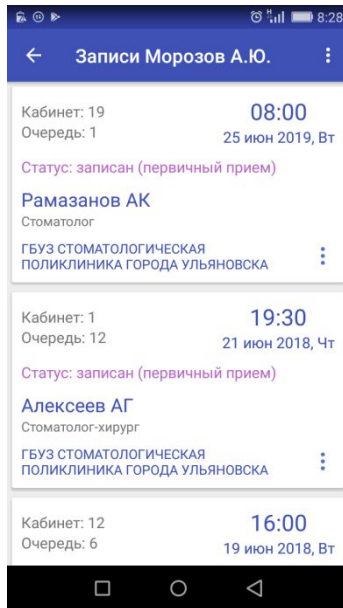 8:28
Записи Морозов А.Ю.
Кабинет: 19
08:00
Очередь: 1
25 июн 2019, Вт
Статус: записан (первичный прием)
Рамазанов АК
Стоматолог
ГБУЗ СТОМАТОЛОГИЧЕСКАЯ
ПОЛИКЛИНИКА ГОРОДА УЛЬЯНОВСКА
Кабинет: 1
19:30
Очередь: 12
21 июн 2018, Чт
Статус: записан (первичный прием)
Алексеев АГ
Стоматолог-хирург
ГБУЗ СТОМАТОЛОГИЧЕСКАЯ
ПОЛИКЛИНИКА ГОРОДА УЛЬЯНОВСКА
Кабинет: 12
16:00
Очередь: 6
19 июн 2018, Вт